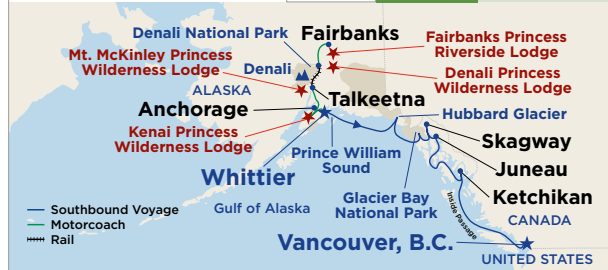 Fairbanks
Denali National Park
Fairbanks Princess
Riverside Lodge
Mt. McKinley Princess
Wilderness Lodge
Denali
Denali Princess
Wilderness Lodge
ALASKA
Talkeetna
Anchorage
Hubbard Glacier
Kenai Princess
Wilderness Lodge
Skagway
Prince William
Sound
Juneau
Whittier
Glacier Bay
National Park
Ketchikan
Inside Passage
Southbound Voyage
Motorcoach
Rail
Gulf of Alaska
CANADA
Vancouver, B.C.
UNITED STATES